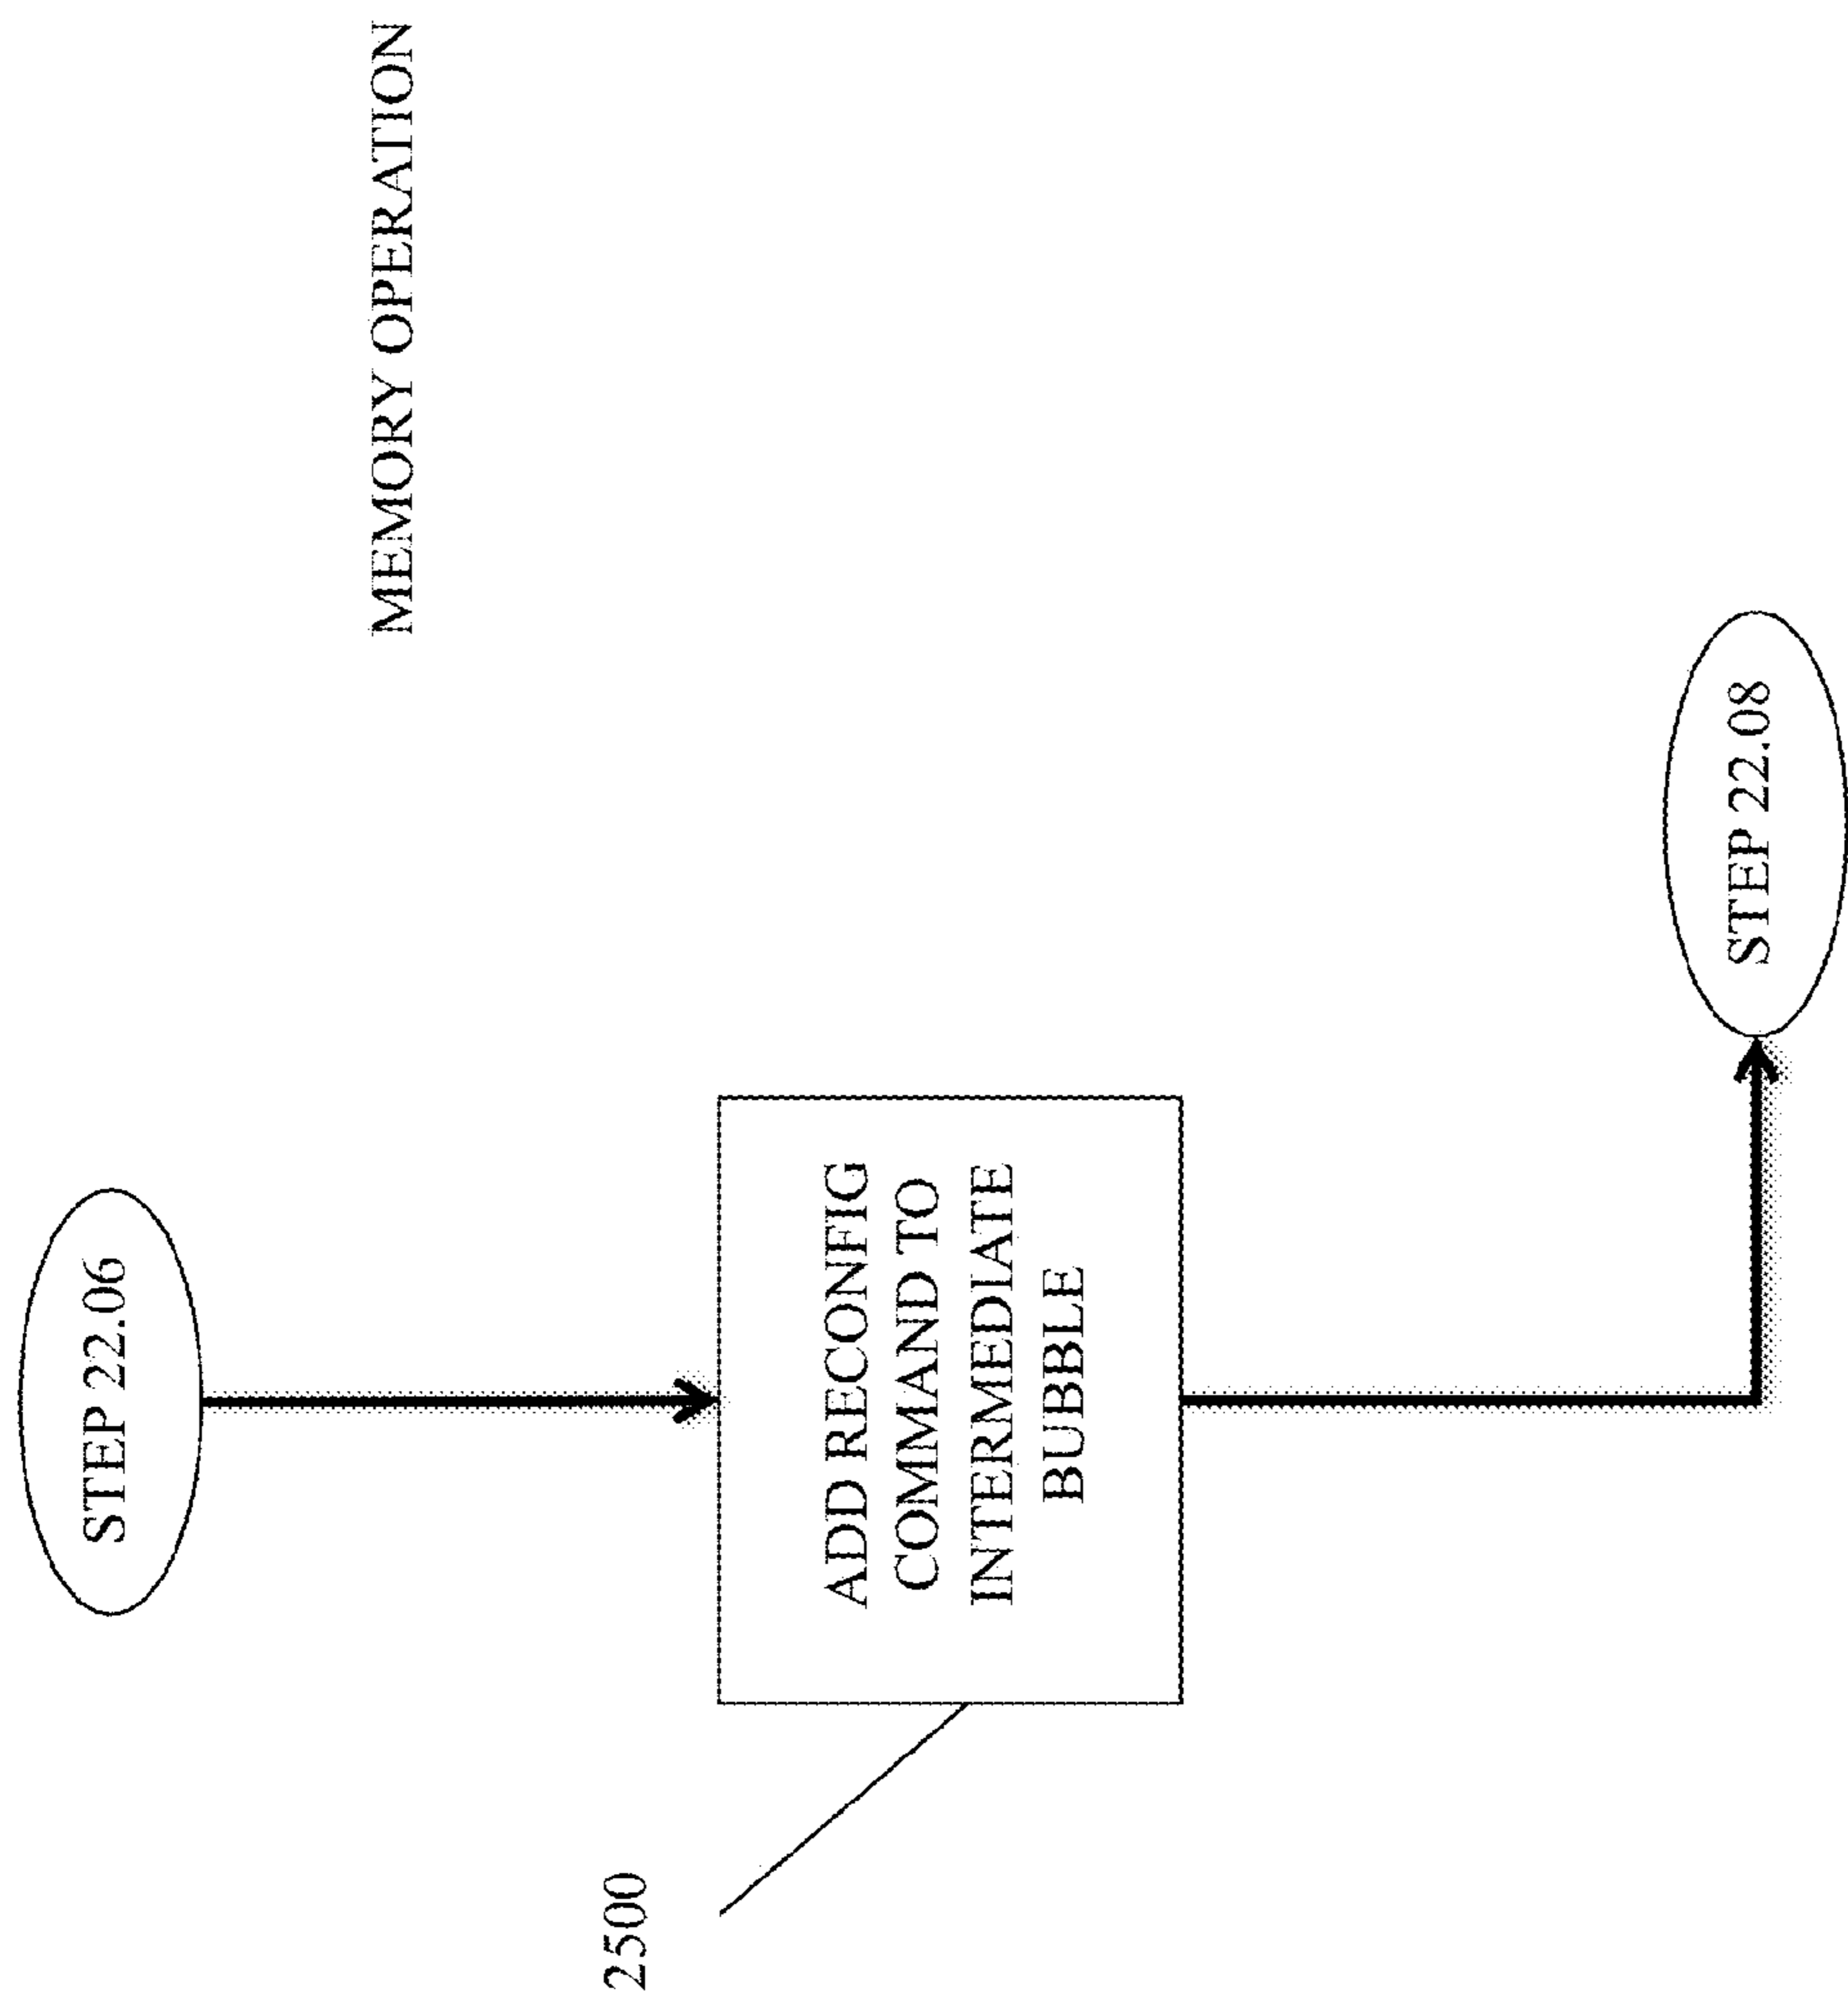 MEMORY OPERATION
STEP 22.06
2500
ADD RECONFIG
COMMAND TO
INTERMEDIATE
BUBBLE
STEP 22.08